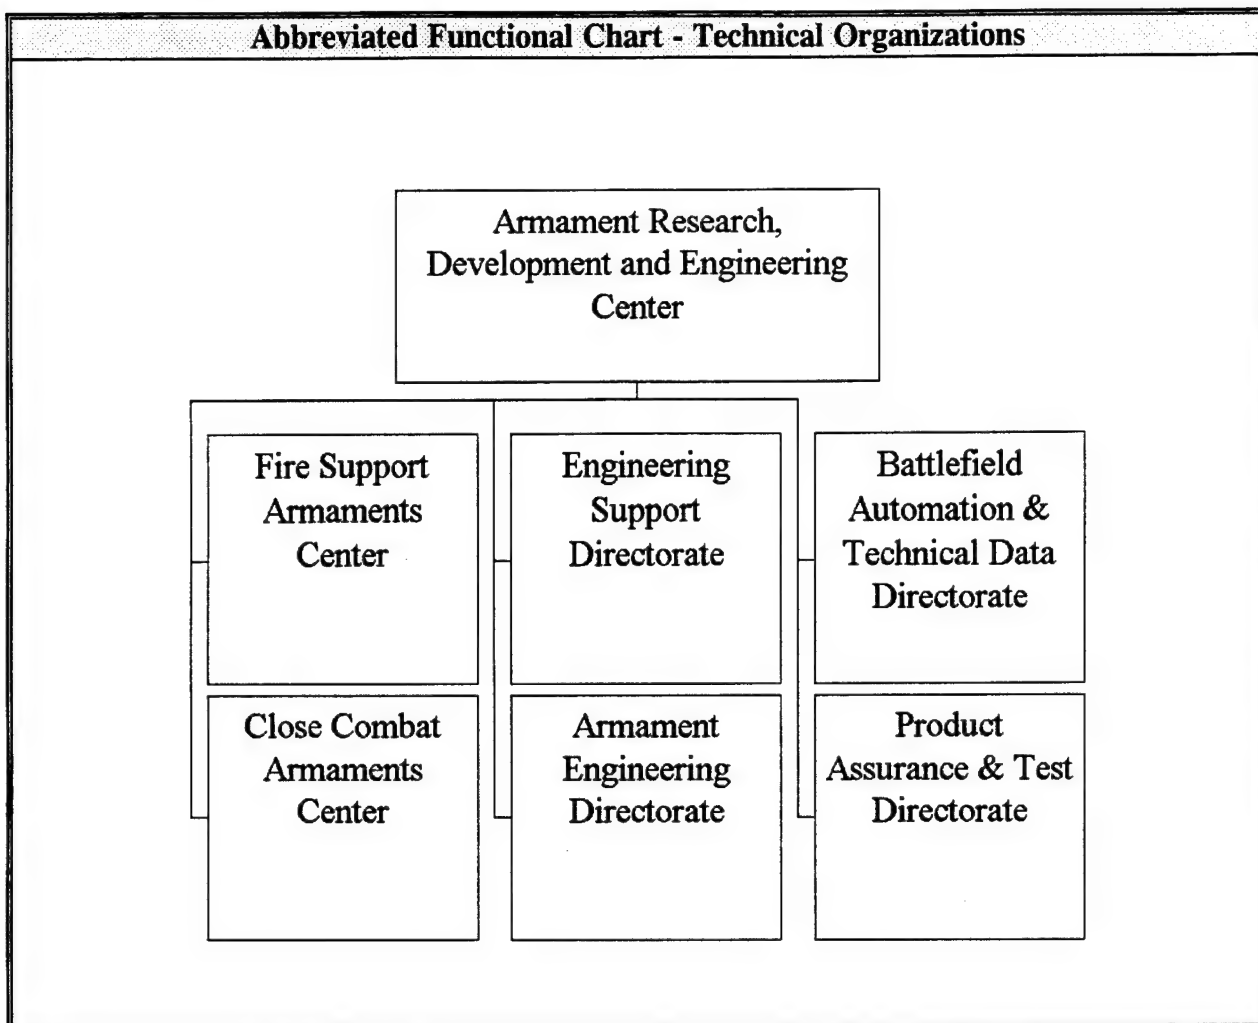 Abbreviated Functional Chart - Technical Organizations
Armament Research,
Development and Engineering
Center
Fire Support
Armaments
Center
Engineering
Support
Directorate
Battlefield
Automation &
Technical Data
Directorate
Close Combat
Armaments
Center
Armament
Engineering
Directorate
Product
Assurance & Test
Directorate